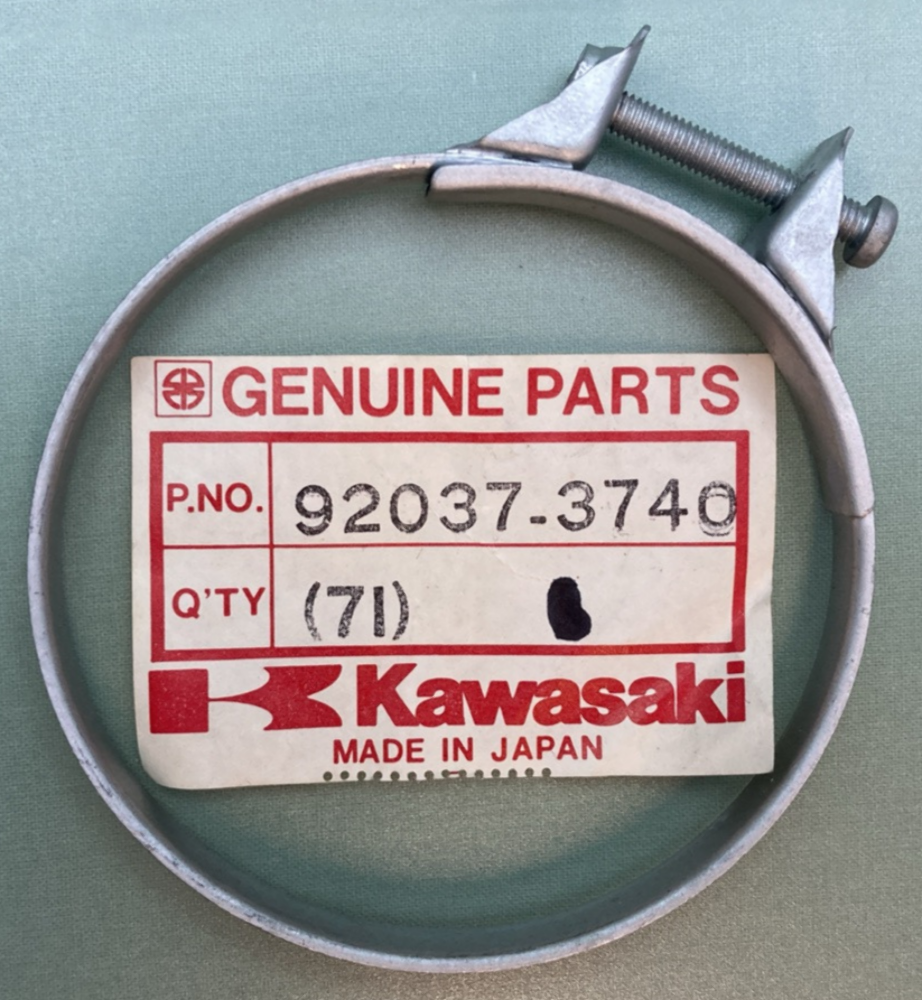 GENUINE PARTS
P.NO. 92037-3740
Q'TY (71)
Kawasaki
MADE IN JAPAN